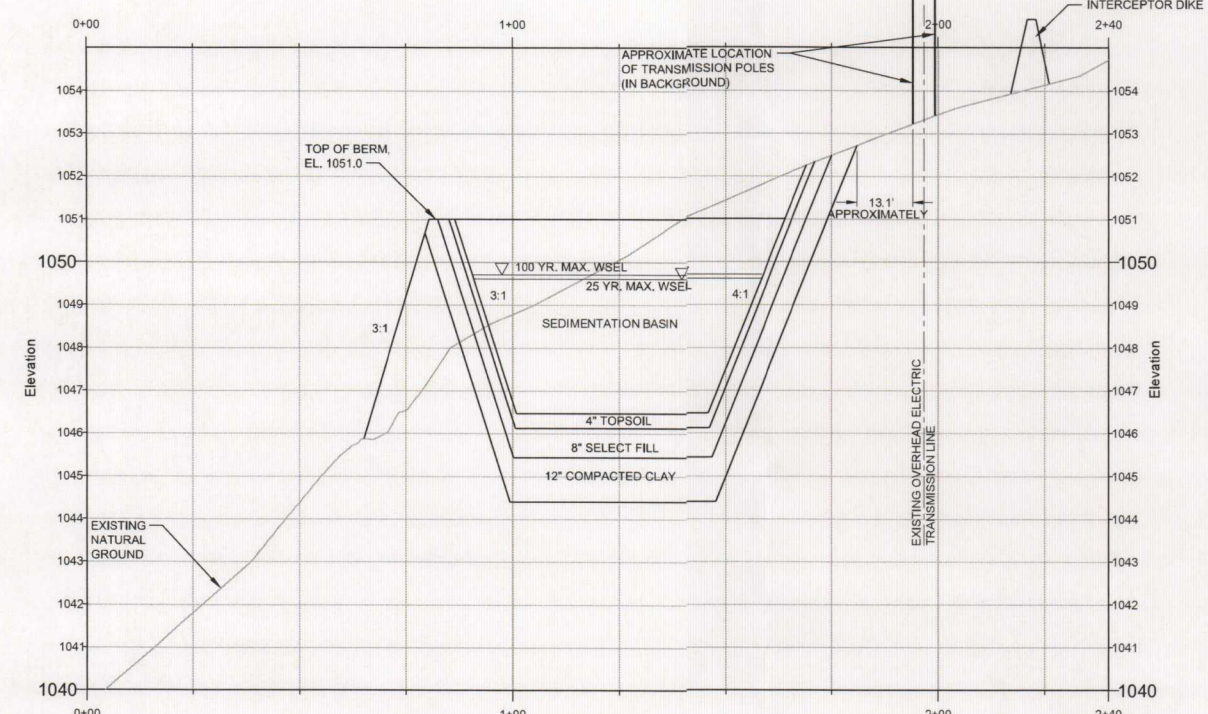 INTERCEPTOR DIKE
0+00
1+00
2+00
2+40
APPROXIMATE LOCATION
OF TRANSMISSION POLES
(IN BACKGROUND)
1054
1054
1053
1053
TOP OF BERM,
EL. 1051.0
1052
1052
13.1'
APPROXIMATELY
1051
1051
1050
1050
100 YR. MAX. WSEL
25 YR. MAX. WSEL
3:1
4:1
1049
1049
SEDIMENTATION BASIN
3:1
1048
1048
Elevation
Elevation
1047
1047
4" TOPSOIL
1046
1046
8" SELECT FILL
1045
1045
12" COMPACTED CLAY
EXISTING OVERHEAD ELECTRIC
TRANSMISSION LINE
1044
1044
EXISTING
NATURAL
GROUND
1043
1043
1042
1042
1041
1041
1040
1040
0+00
1+00
2+00
2+40